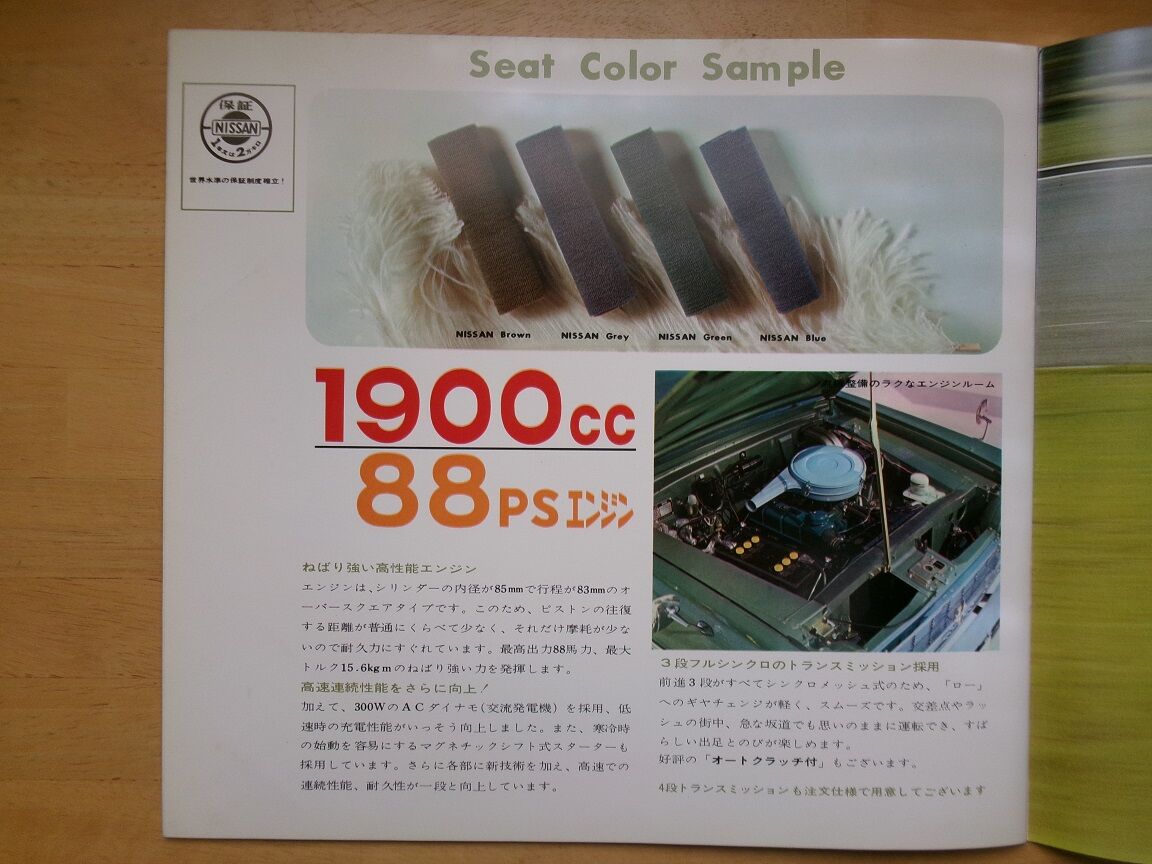 Seat Color Sample
保証
NISSAN
1年又は2万キロ
世界水準の保証制度確立！
NISSAN Brown
NISSAN Grey
NISSAN Green
NISSAN Blue
1900cc
88PSエンジン
整備のラクなエンジンルーム
ねばり強い高性能エンジン
エンジンは、シリンダーの内径が85mmで行程が83mmのオ
ーバースクエアタイプです。このため、ピストンの往復
する距離が普通にくらべて少なく、それだけ摩耗が少な
いので耐久力にすぐれています。最高出力88馬力、最大
トルク15.6kgmのねばり強い力を発揮します。
高速連続性能をさらに向上！
加えて、300WのACダイナモ(交流発電機)を採用、低
速時の充電性能がいっそう向上しました。また、寒冷時
の始動を容易にするマグネチックシフト式スターターも
採用しています。さらに各部に新技術を加え、高速での
連続性能、耐久性が一段と向上しています。
3段フルシンクロのトランスミッション採用
前進3段がすべてシンクロメッシュ式のため、「ロー」
へのギヤチェンジが軽く、スムーズです。交差点やラッ
シュの街中、急な坂道でも思いのままに運転でき、すば
らしい出足とのびが楽しめます。
好評の「オートクラッチ付」もございます。
4段トランスミッションも注文仕様で用意してございます